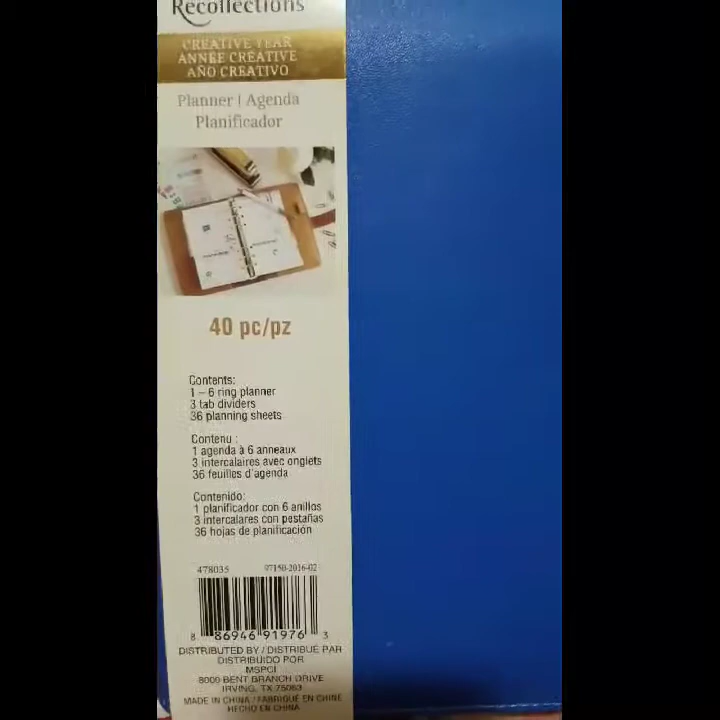 Recollections
CREATIVE YEAR
ANNÉE CRÉATIVE
AÑO CREATIVO
Planner | Agenda
Planificador
40 pc/pz
Contents:
1 – 6 ring planner
3 tab dividers
36 planning sheets
Contenu :
1 agenda à 6 anneaux
3 intercalaires avec onglets
36 feuilles d'agenda
Contenido:
1 planificador con 6 anillos
3 intercalares con pestañas
36 hojas de planificación
478035 97150-2016-02
8 86946 91976 3
DISTRIBUTED BY / DISTRIBUÉ PAR
DISTRIBUIDO POR
MSPCI
8000 BENT BRANCH DRIVE
IRVING, TX 75063
MADE IN CHINA / FABRIQUÉ EN CHINE
HECHO EN CHINA